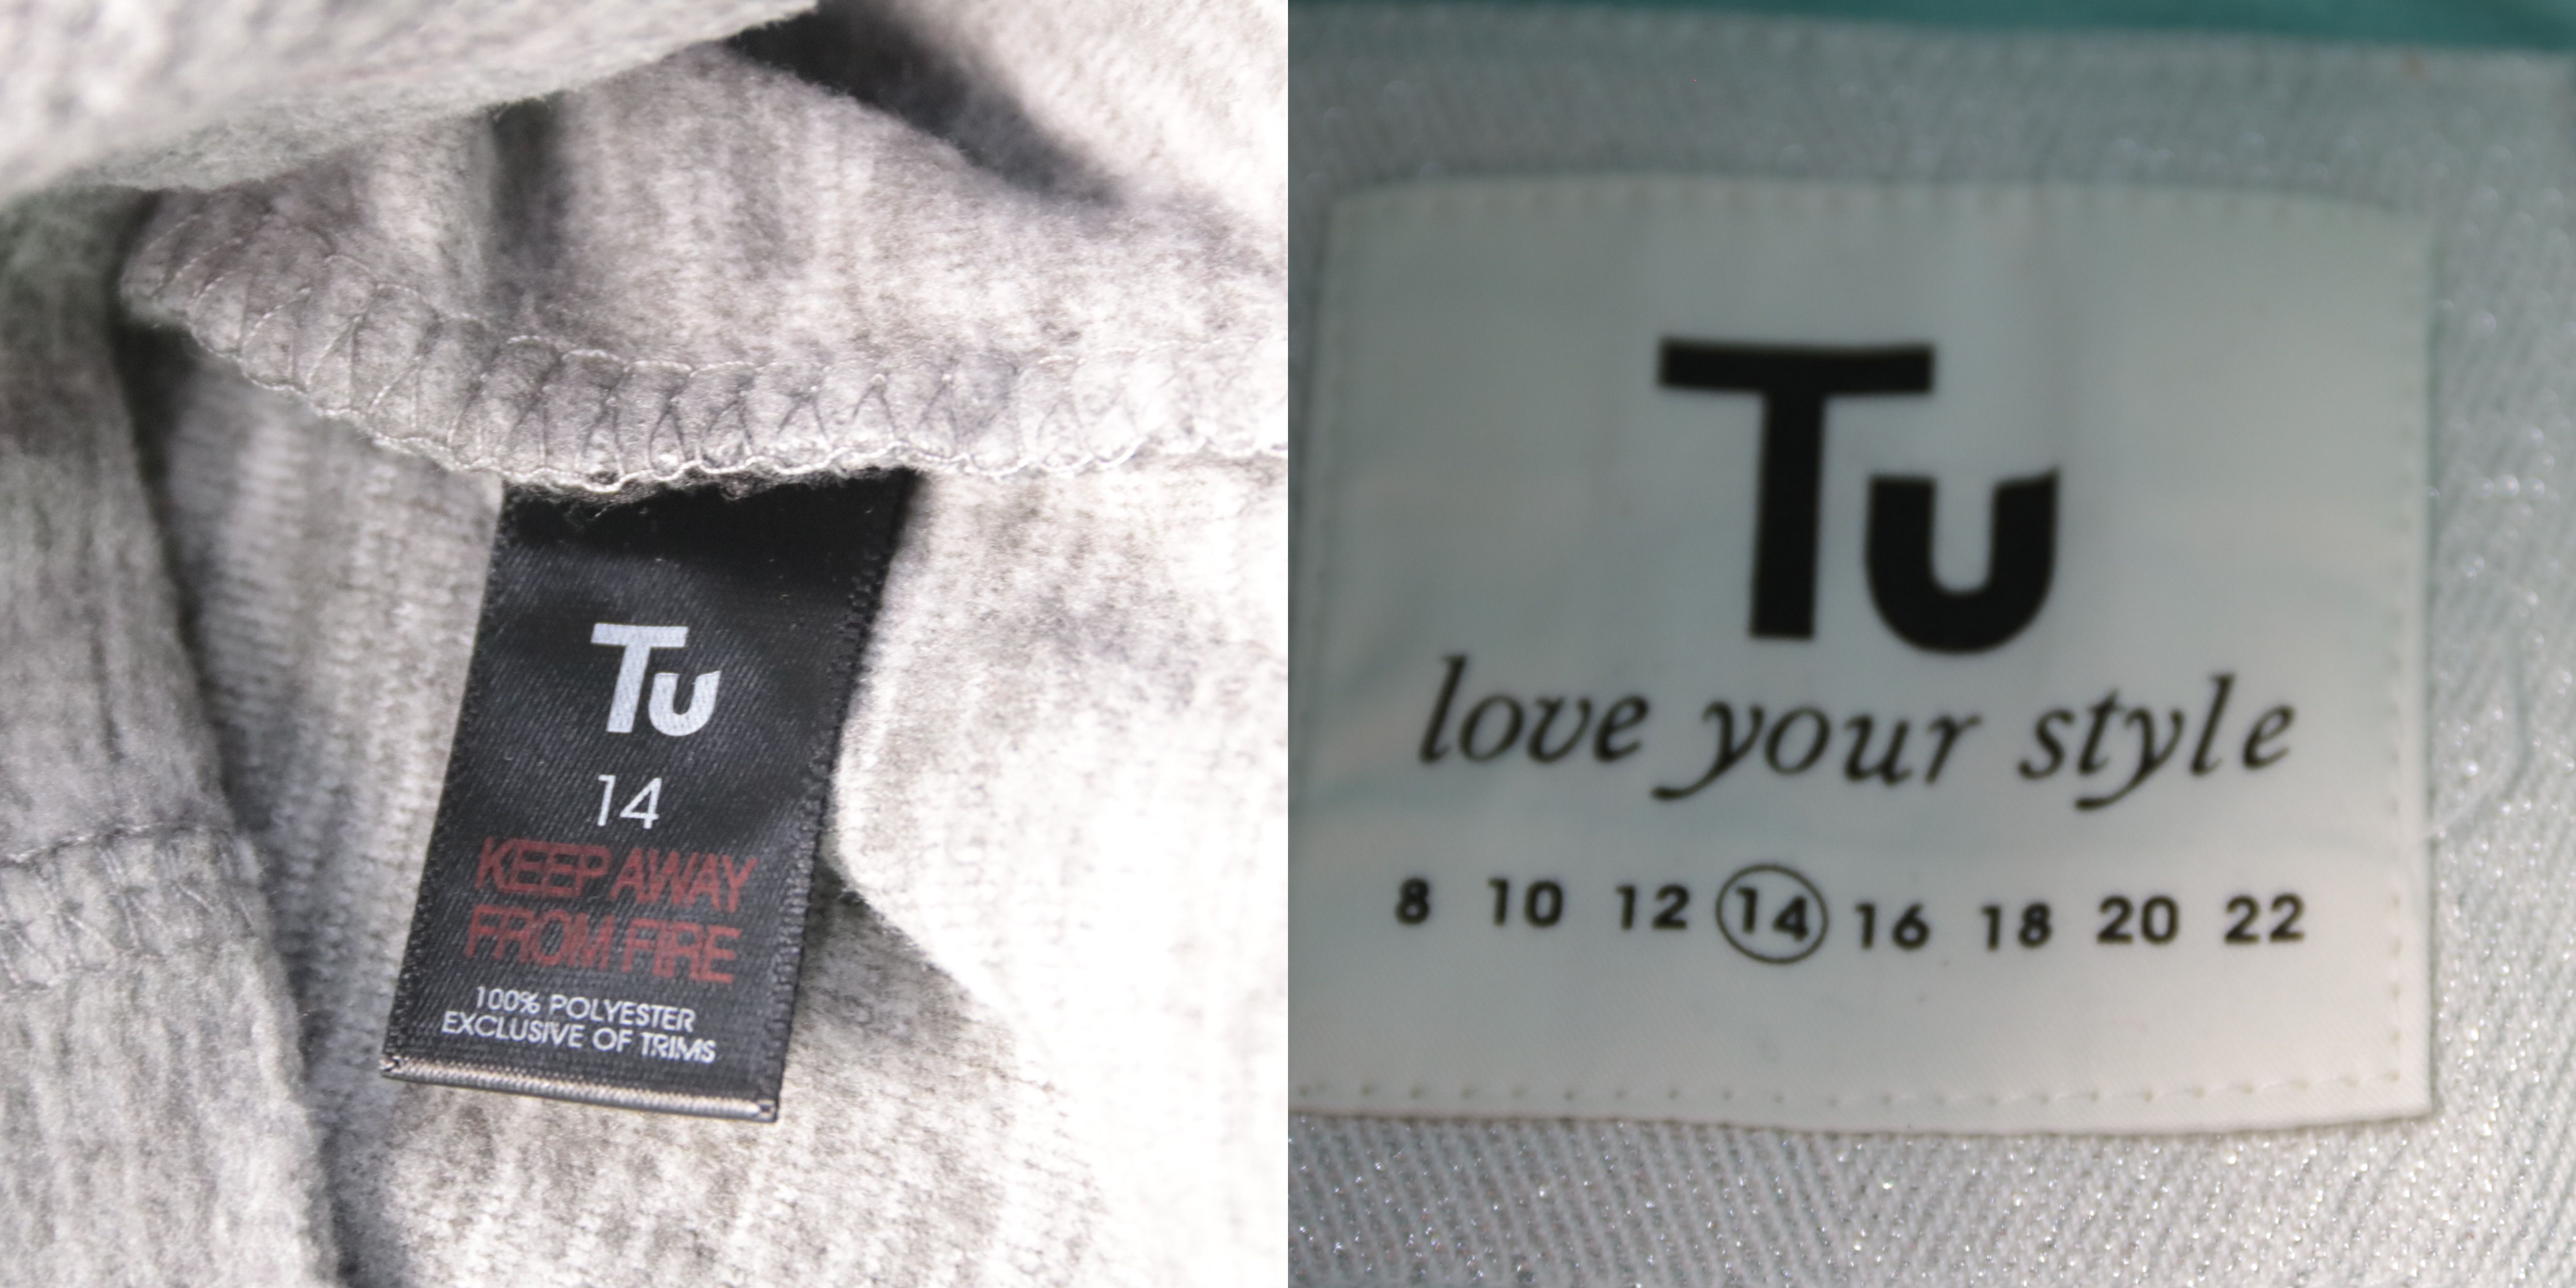 Tu
14
KEEP AWAY
FROM FIRE
100% POLYESTER
EXCLUSIVE OF TRIMS
Tu
love your style
8 10 12 14 16 18 20 22